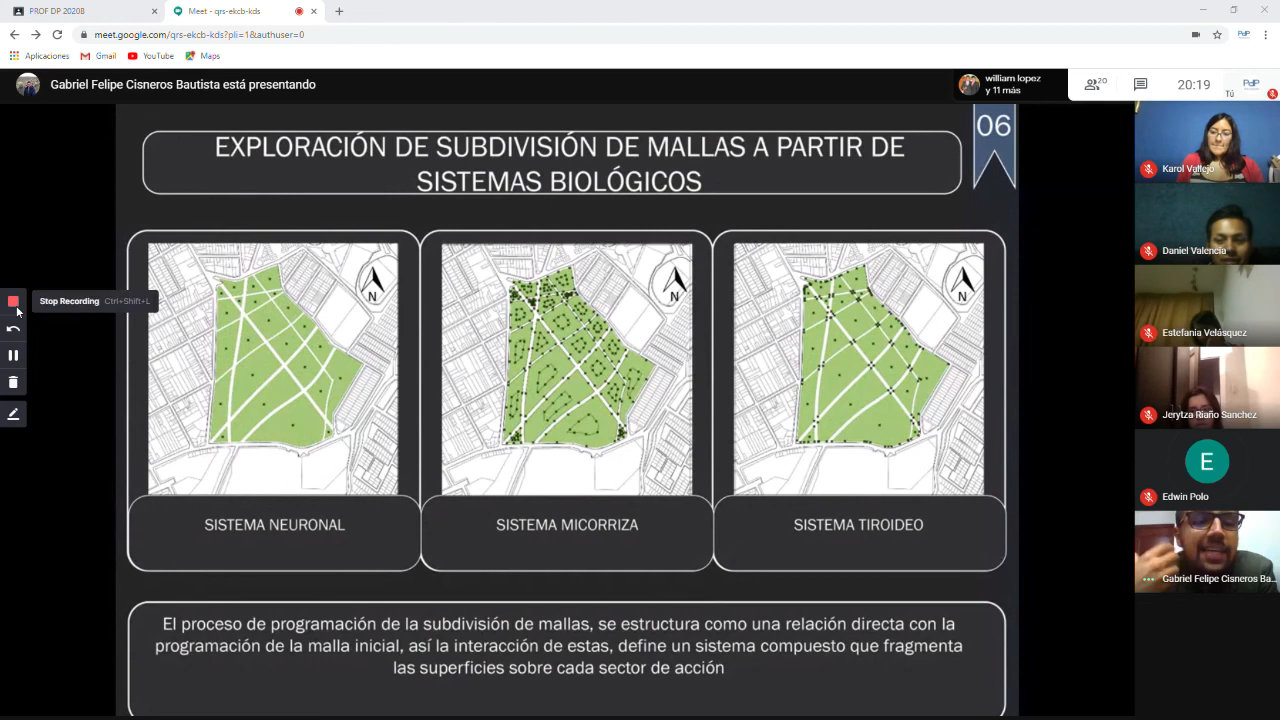 PROF DP 2020B
Meet - qrs-ekcb-kds
meet.google.com/qrs-ekcb-kds?pli=1&authuser=0
Aplicaciones
Gmail
YouTube
Maps
Gabriel Felipe Cisneros Bautista está presentando
william lopez
y 11 más
20
20:19
Tú
PdP
06
EXPLORACIÓN DE SUBDIVISIÓN DE MALLAS A PARTIR DE
SISTEMAS BIOLÓGICOS
N
N
N
Stop Recording Ctrl+Shift+L
SISTEMA NEURONAL
SISTEMA MICORRIZA
SISTEMA TIROIDEO
El proceso de programación de la subdivisión de mallas, se estructura como una relación directa con la
programación de la malla inicial, así la interacción de estas, define un sistema compuesto que fragmenta
las superficies sobre cada sector de acción
Karol Vallejo
Daniel Valencia
Estefanía Velásquez
Jerytza Riaño Sanchez
E
Edwin Polo
Gabriel Felipe Cisneros Ba...